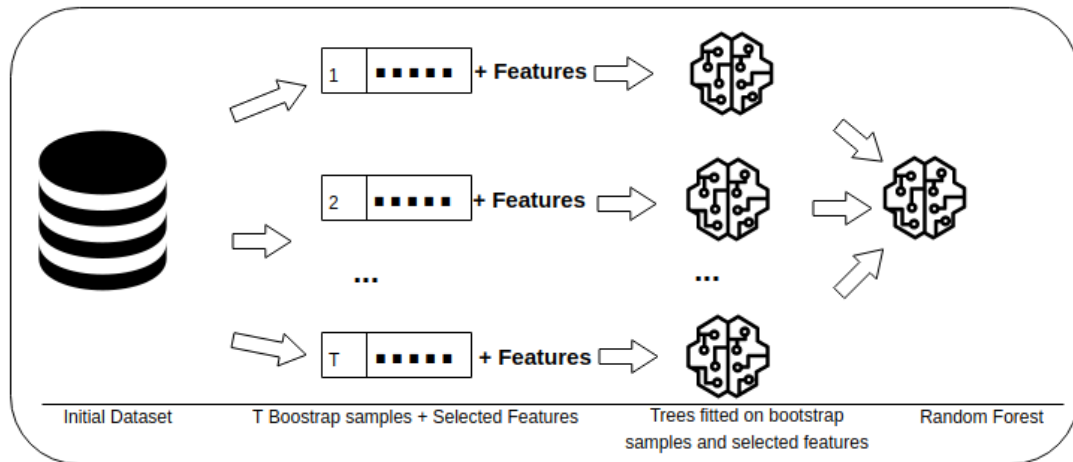 1 ▪▪▪▪▪ + Features
2 ▪▪▪▪▪ + Features
... ...
T ▪▪▪▪▪ + Features
Initial Dataset
T Boostrap samples + Selected Features
Trees fitted on bootstrap
samples and selected features
Random Forest